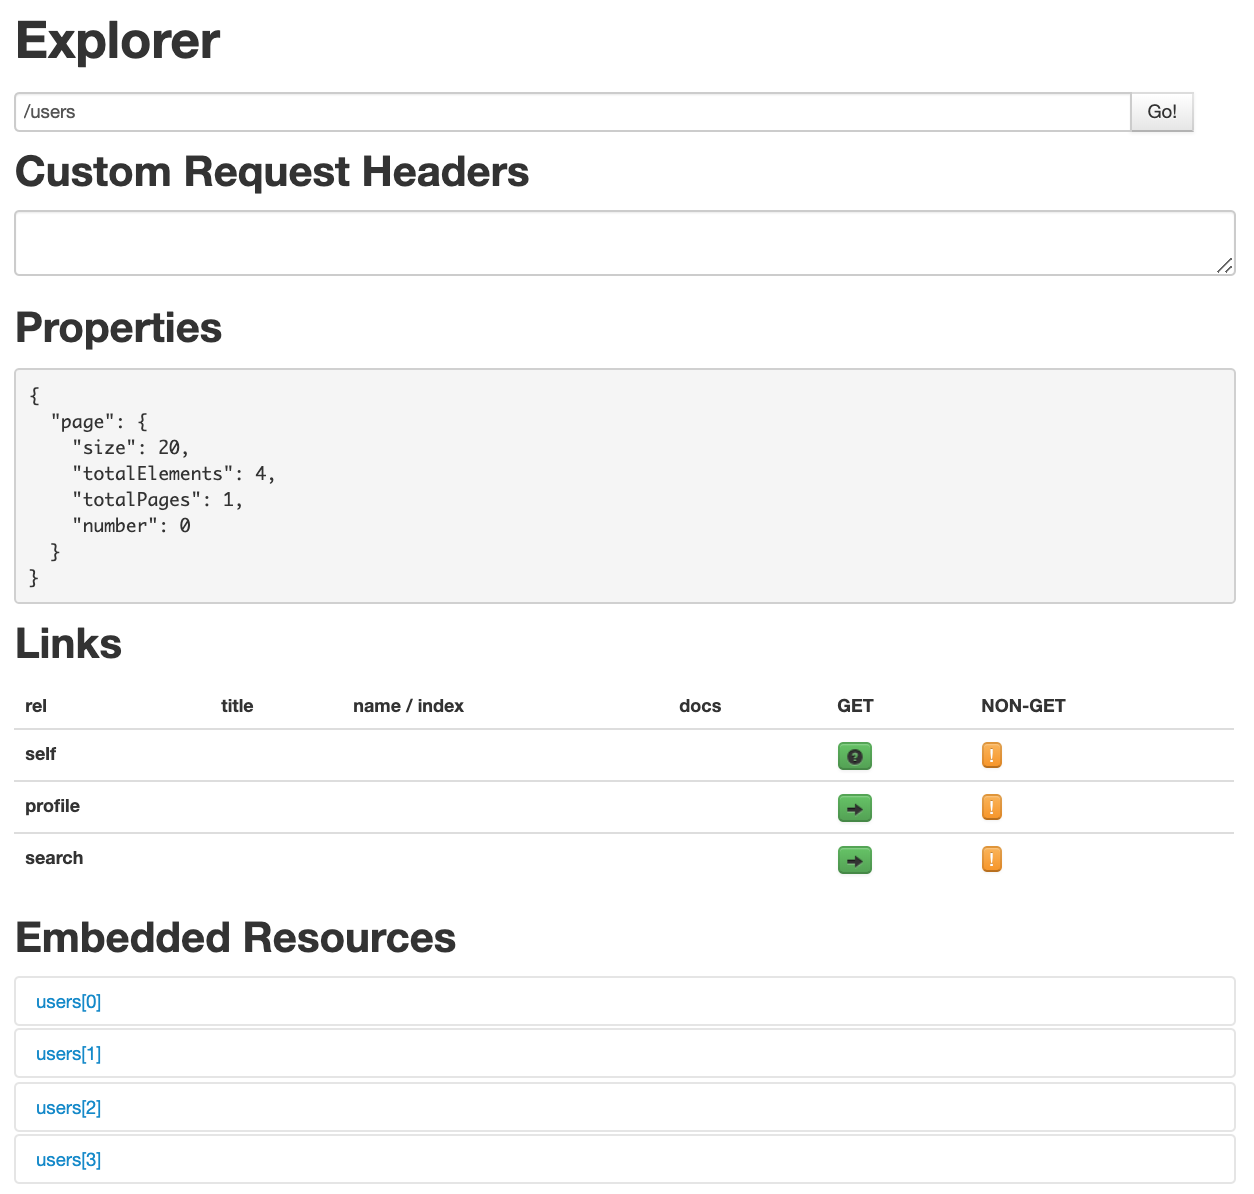 Explorer
/users Go!
Custom Request Headers
Properties
{
  "page": {
    "size": 20,
    "totalElements": 4,
    "totalPages": 1,
    "number": 0
  }
}
Links
rel title name / index docs GET NON-GET
self ? !
profile !
search !
Embedded Resources
users[0]
users[1]
users[2]
users[3]